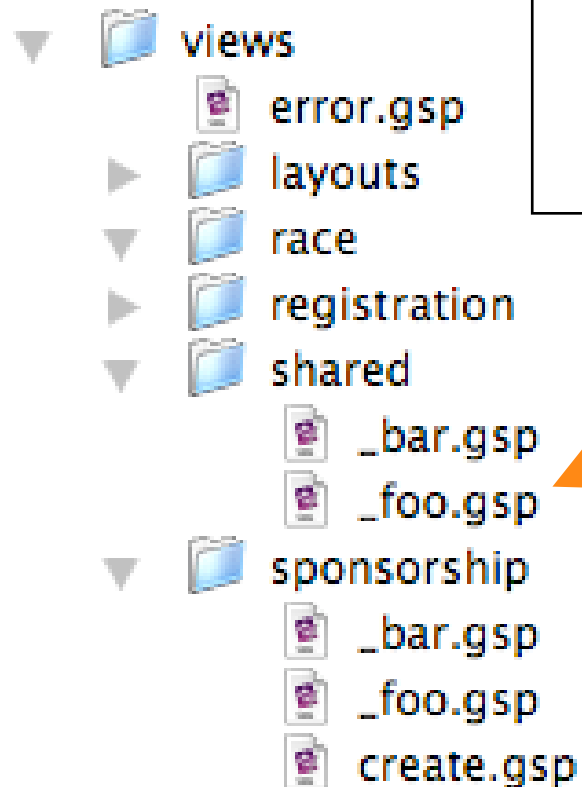 views
error.gsp
layouts
race
registration
shared
_bar.gsp
_foo.gsp
sponsorship
_bar.gsp
_foo.gsp
create.gsp